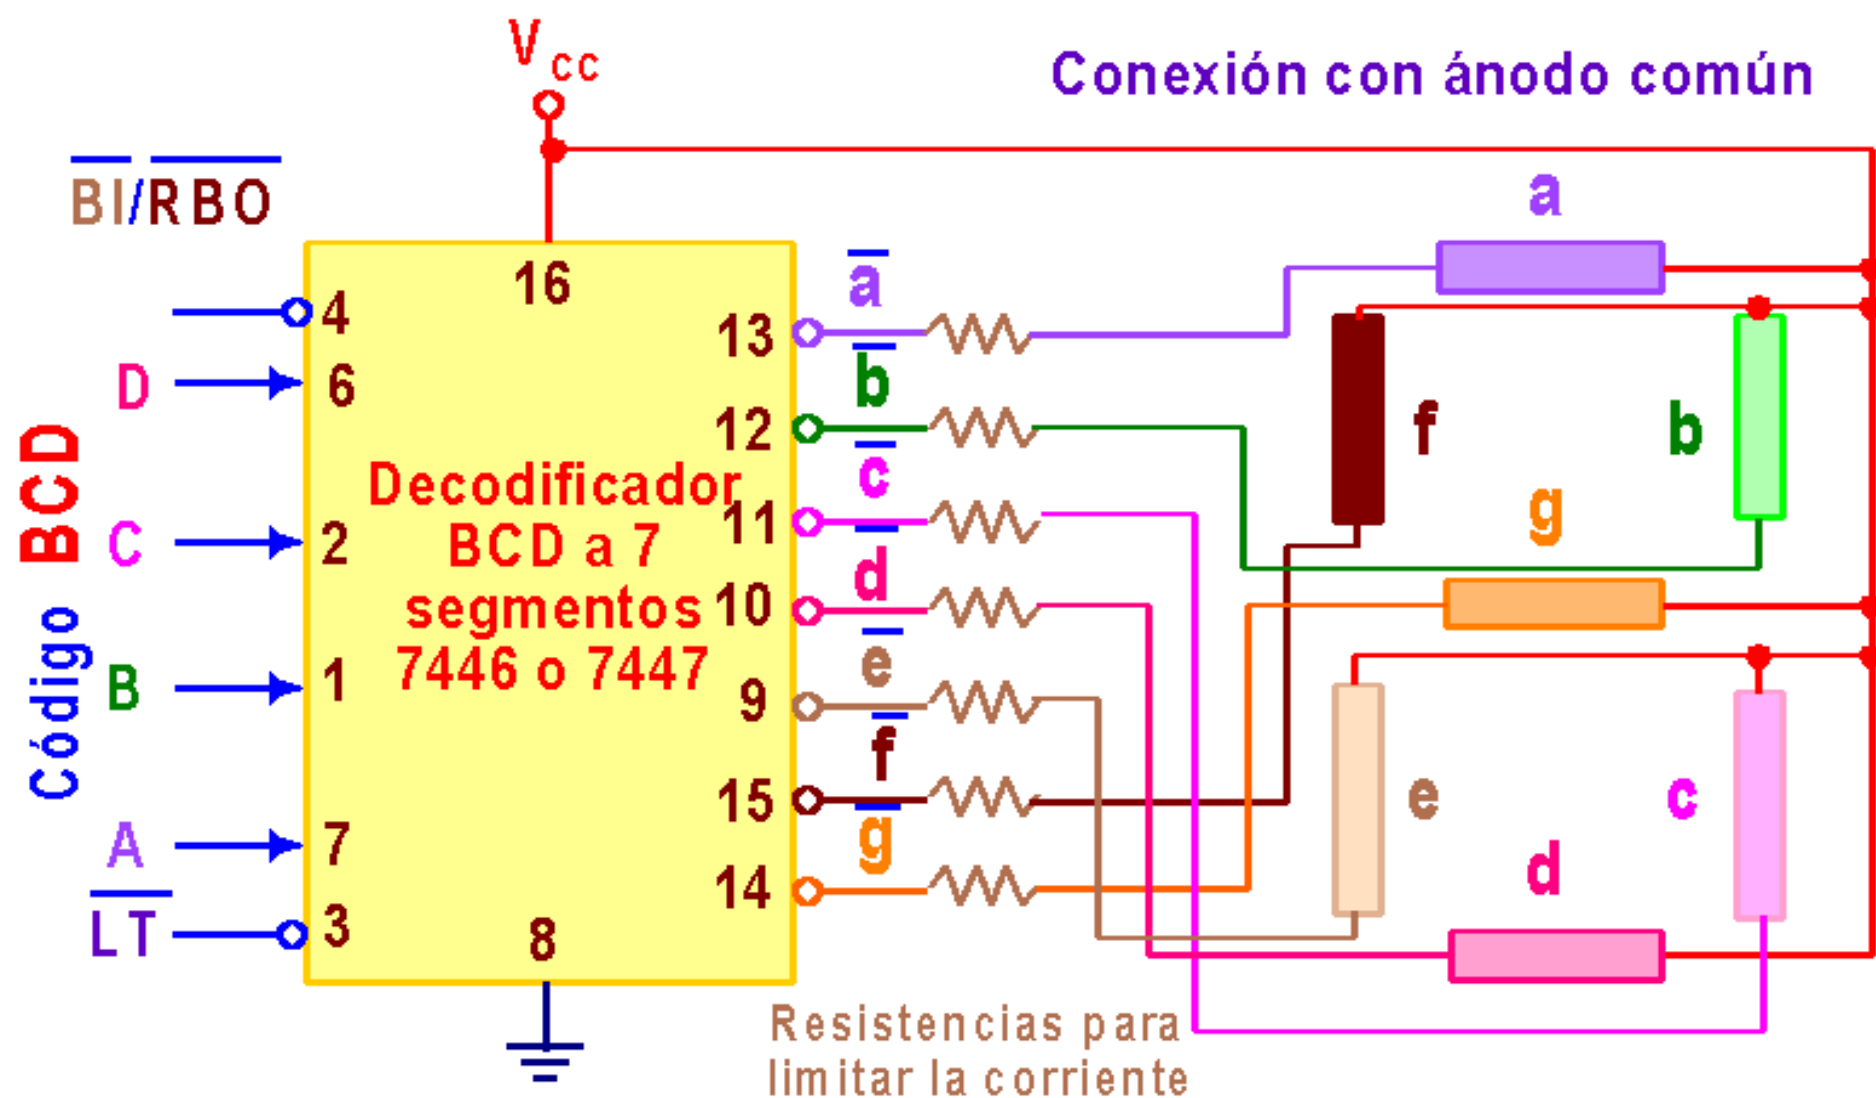 V CC
Conexión con ánodo común
BI/RBO
a
16
4
a
13
D
6
b
f
b
12
Código BCD
c
g
Decodificador
11
BCD a 7
C
2
d
segmentos
10
7446 o 7447
e
B
1
9
f
15
e
c
g
A
7
d
14
LT
3
8
Resistencias para
limitar la corriente